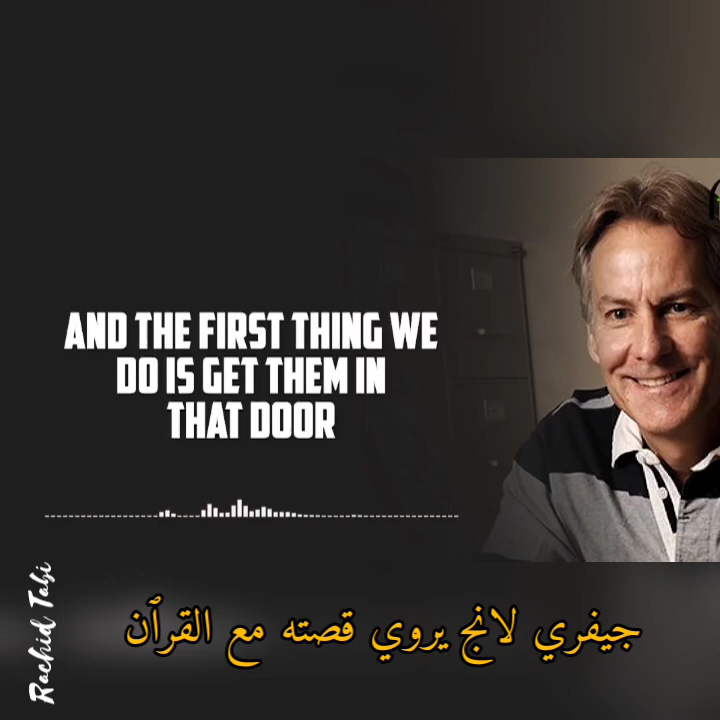 AND THE FIRST THING WE
DO IS GET THEM IN
THAT DOOR
جيفري لانج يروي قصته مع القرآن
Rachid Tabi